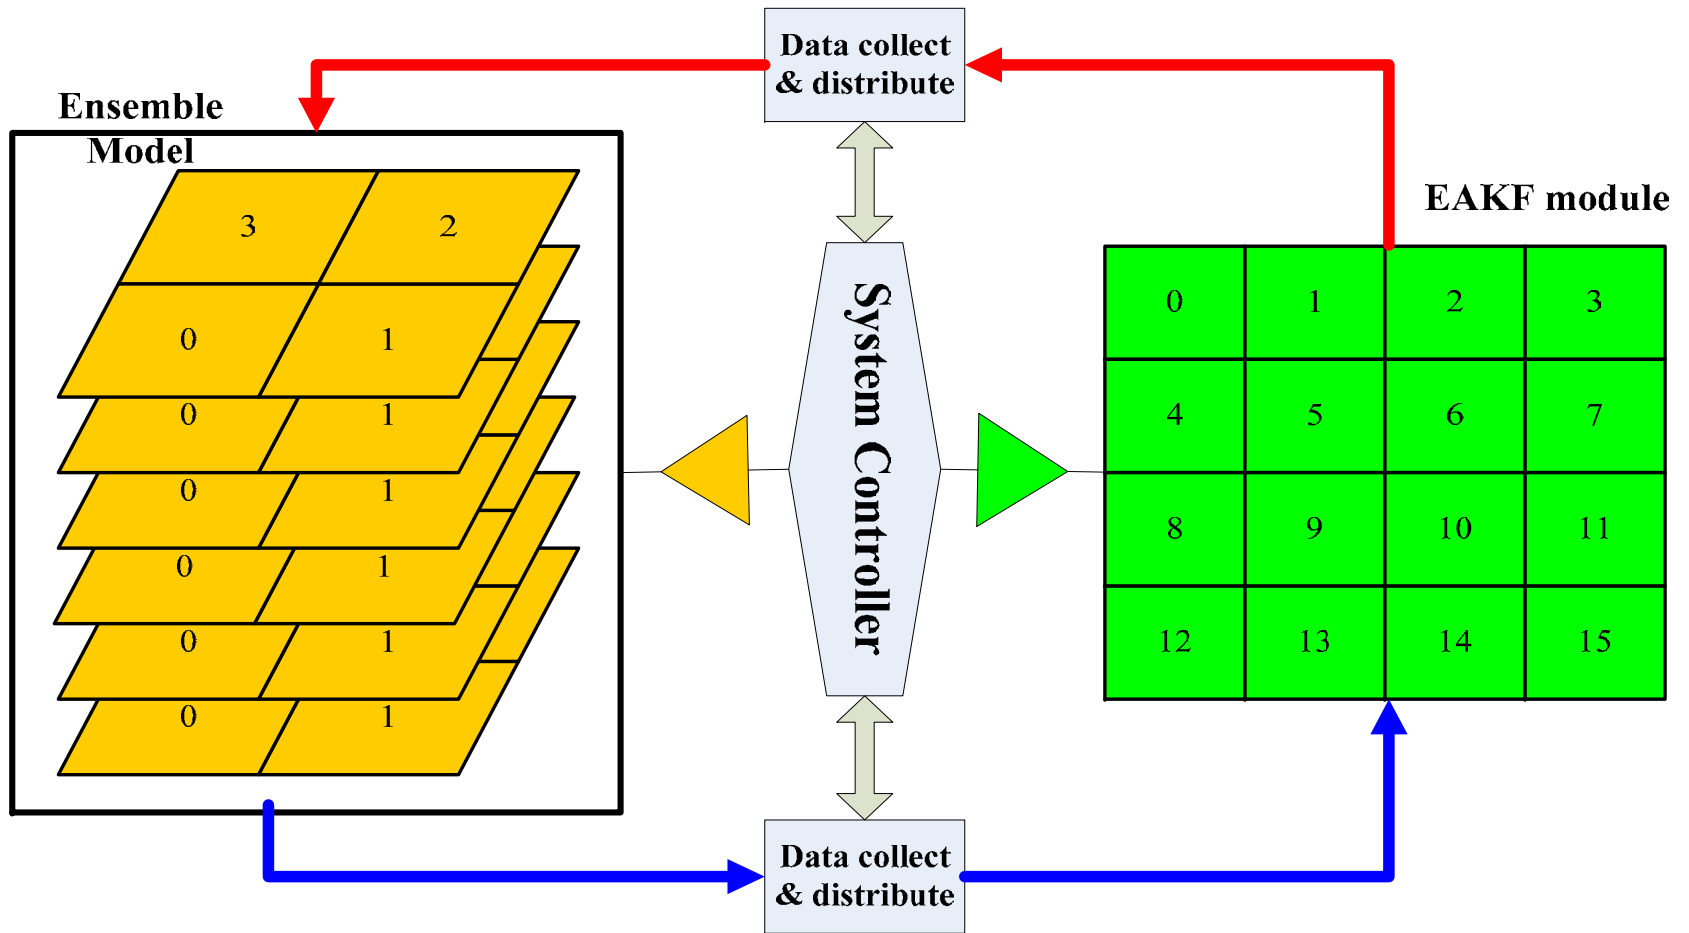 Data collect
& distribute
Ensemble
Model
EAKF module
3 2
0 1
0 1
0 1
0 1
0 1
0 1
System Controller
0 1 2 3
4 5 6 7
8 9 10 11
12 13 14 15
Data collect
& distribute